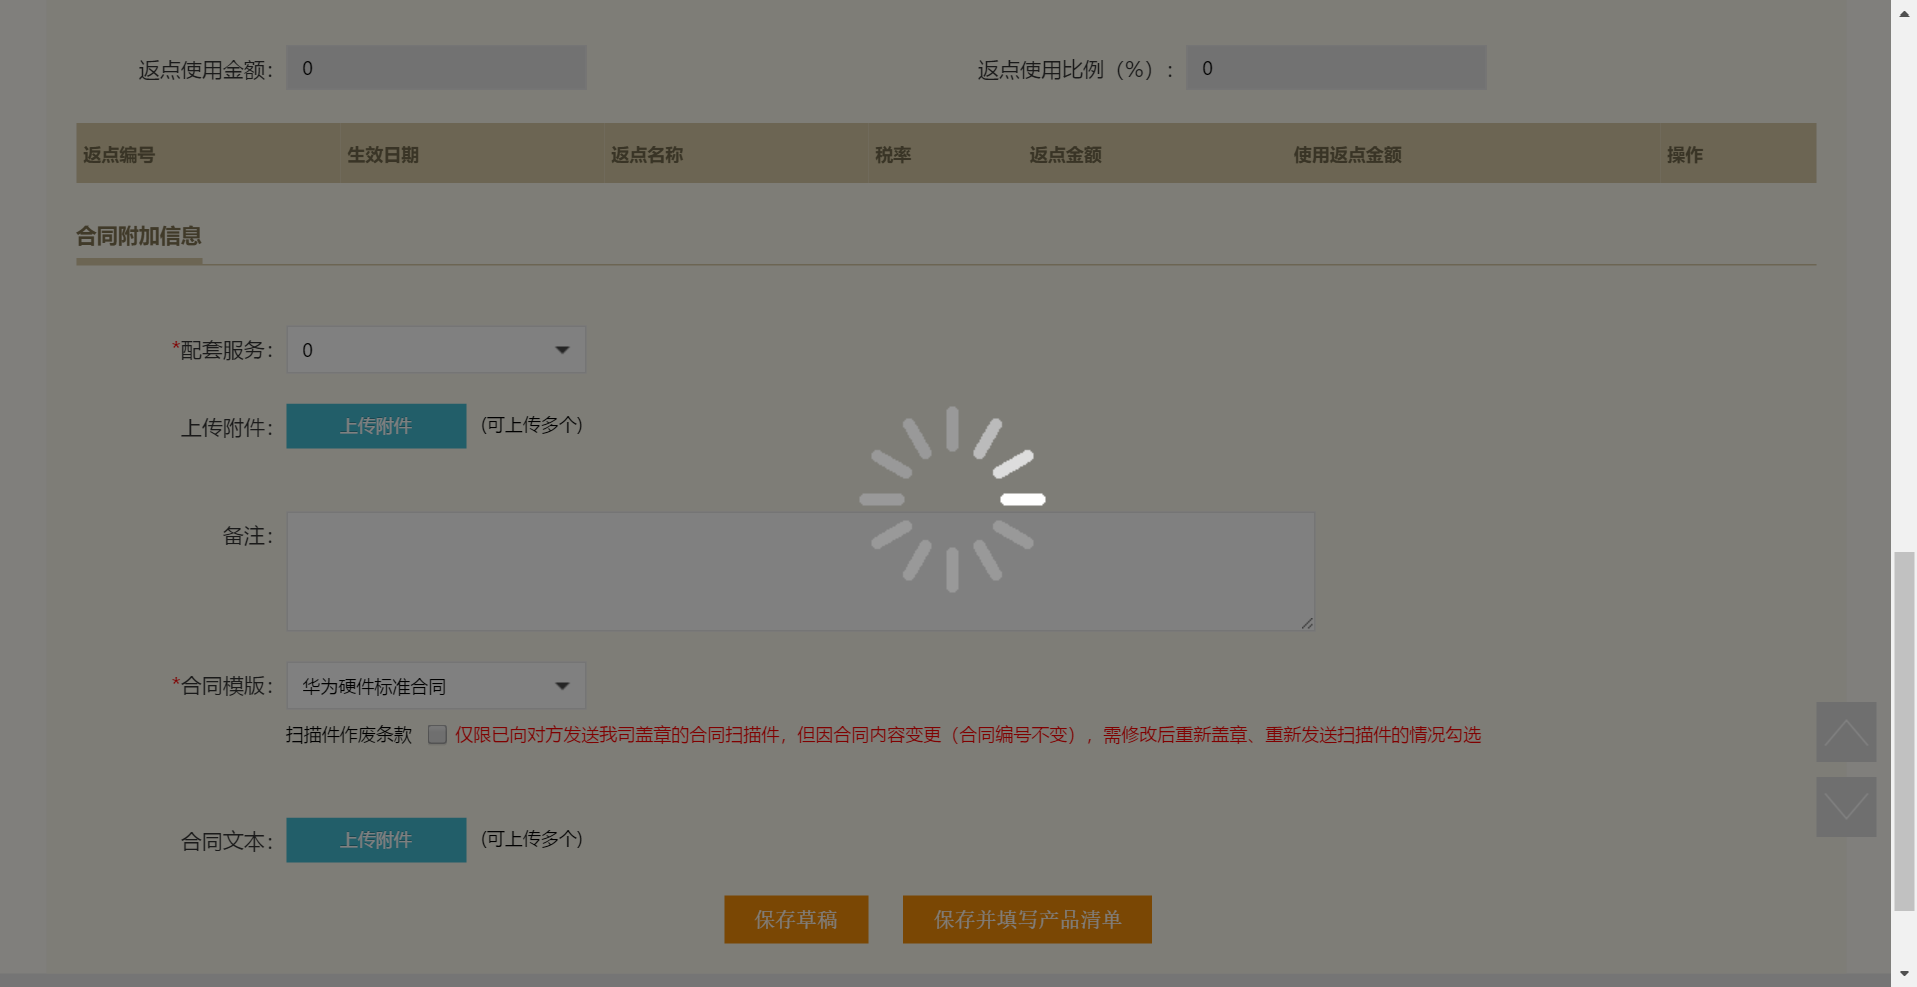 返点使用金额： 0 返点使用比例（%）： 0
返点编号 生效日期 返点名称 税率 返点金额 使用返点金额 操作
合同附加信息
*配套服务： 0
上传附件： 上传附件 (可上传多个)
备注：
*合同模版： 华为硬件标准合同
扫描件作废条款 仅限已向对方发送我司盖章的合同扫描件，但因合同内容变更（合同编号不变），需修改后重新盖章、重新发送扫描件的情况勾选
合同文本： 上传附件 (可上传多个)
保存草稿 保存并填写产品清单